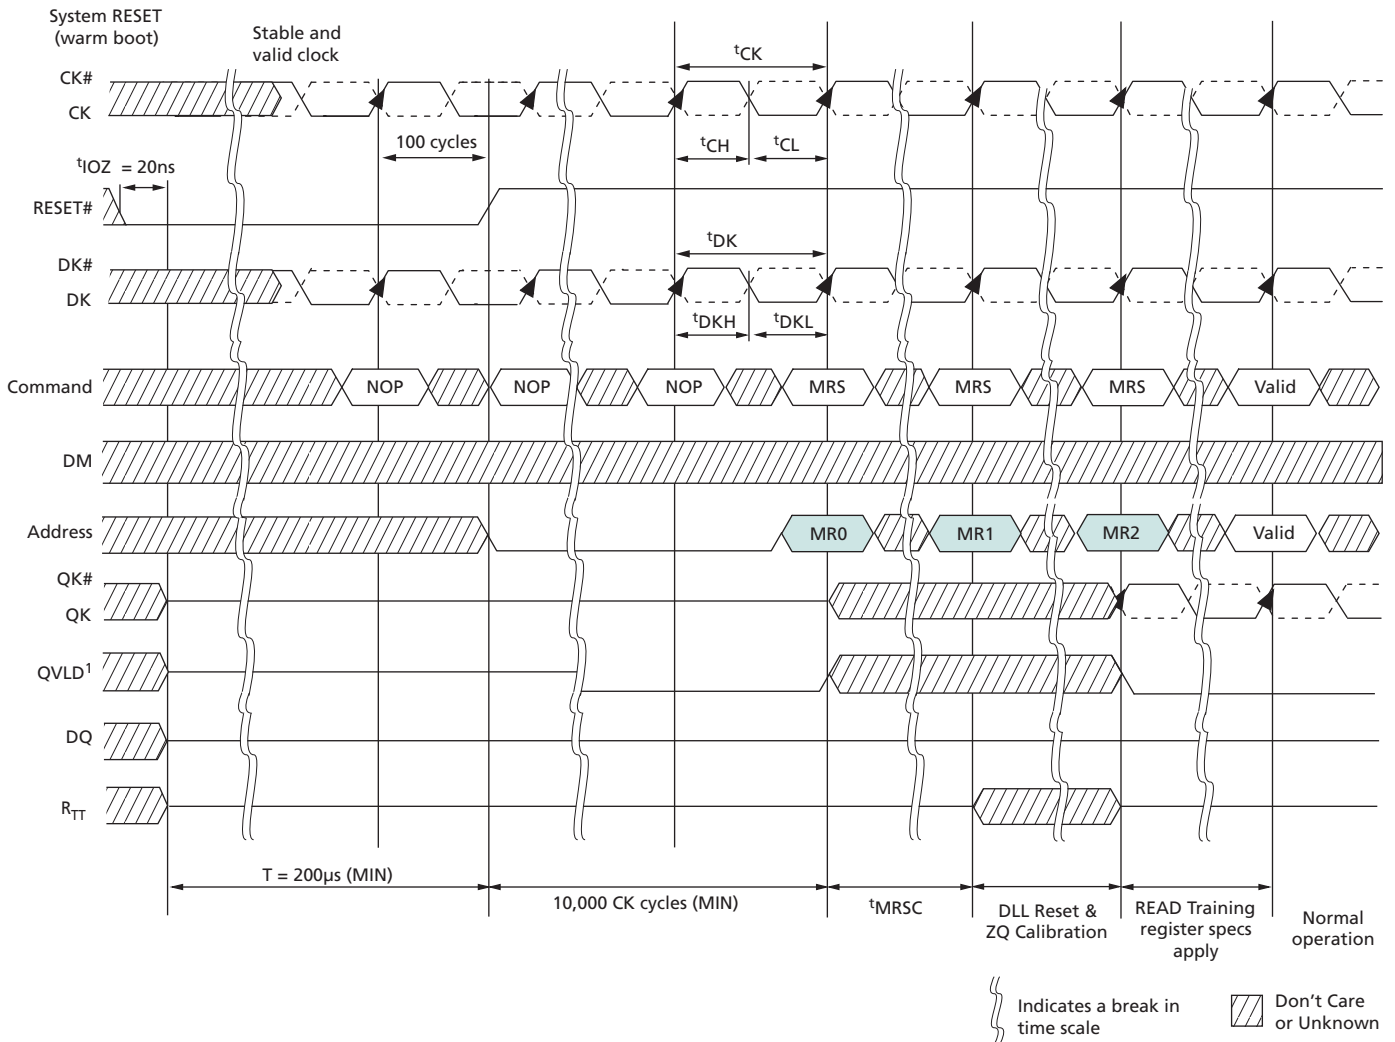 System RESET
(warm boot)
Stable and
valid clock
CK#
CK
tCK
100 cycles
tCH
tCL
tIOZ = 20ns
RESET#
tDK
DK#
DK
tDKH
tDKL
Command
NOP
NOP
NOP
MRS
MRS
MRS
Valid
DM
Address
MR0
MR1
MR2
Valid
QK#
QK
QVLD1
DQ
RTT
T = 200μs (MIN)
10,000 CK cycles (MIN)
tMRSC
DLL Reset &
ZQ Calibration
READ Training
register specs
apply
Normal
operation
Indicates a break in
time scale
Don't Care
or Unknown